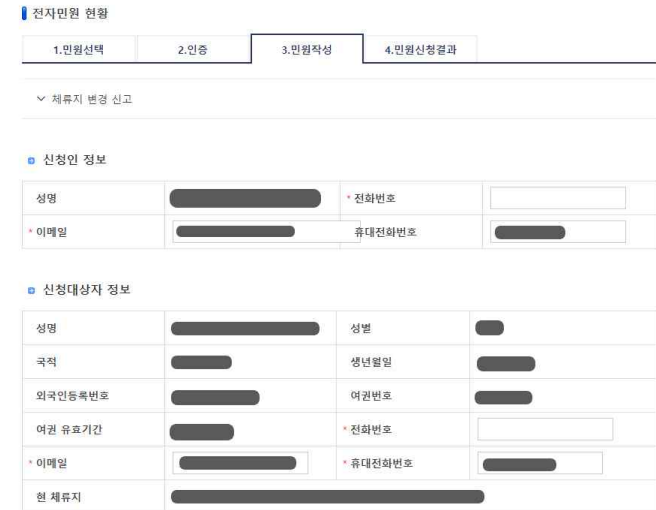 전자민원 현황
1.민원선택 2.인증 3.민원작성 4.민원신청결과
체류지 변경 신고
신청인 정보
성명 * 전화번호
* 이메일 휴대전화번호
신청대상자 정보
성명 성별
국적 생년월일
외국인등록번호 여권번호
여권 유효기간 * 전화번호
* 이메일 * 휴대전화번호
현 체류지